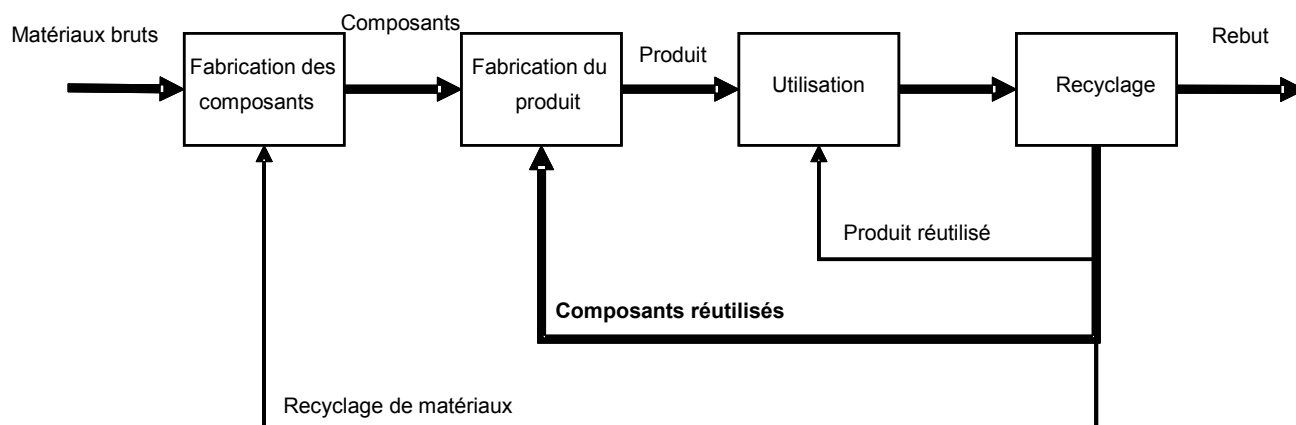 Matériaux bruts
Composants
Produit
Rebut
Fabrication des
composants
Fabrication du
produit
Utilisation
Recyclage
Produit réutilisé
Composants réutilisés
Recyclage de matériaux